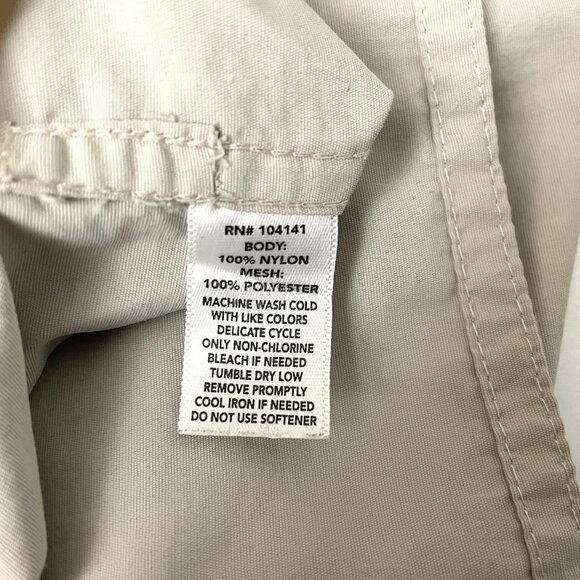 RN# 104141
BODY:
100% NYLON
MESH:
100% POLYESTER
MACHINE WASH COLD
WITH LIKE COLORS
DELICATE CYCLE
ONLY NON-CHLORINE
BLEACH IF NEEDED
TUMBLE DRY LOW
REMOVE PROMPTLY
COOL IRON IF NEEDED
DO NOT USE SOFTENER